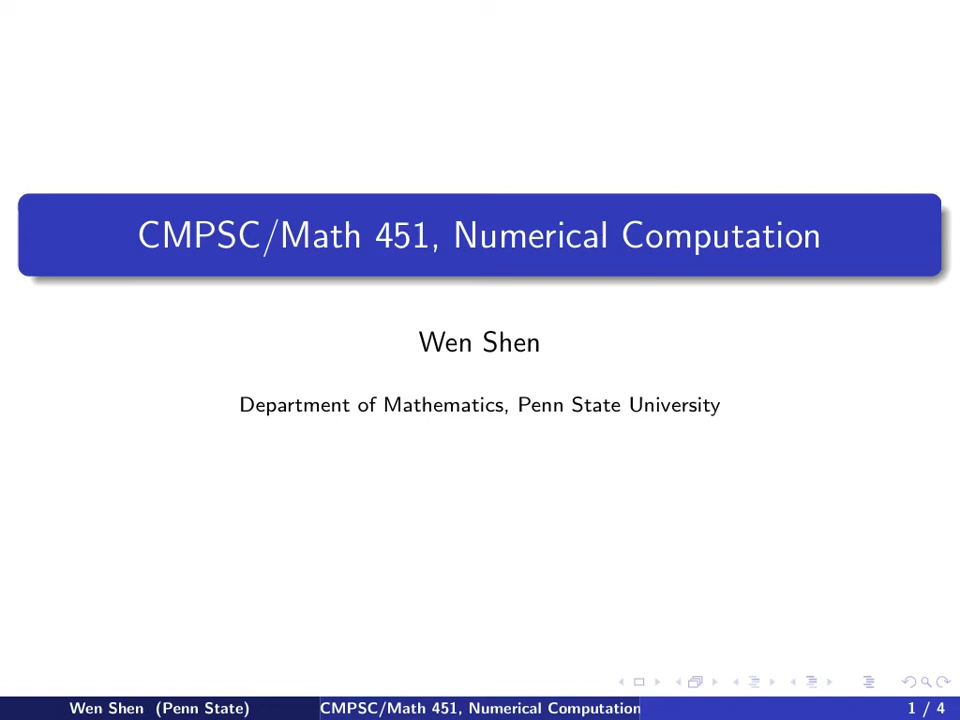 CMPSC/Math 451, Numerical Computation
Wen Shen
Department of Mathematics, Penn State University
Wen Shen (Penn State)
CMPSC/Math 451, Numerical Computation
1 / 4